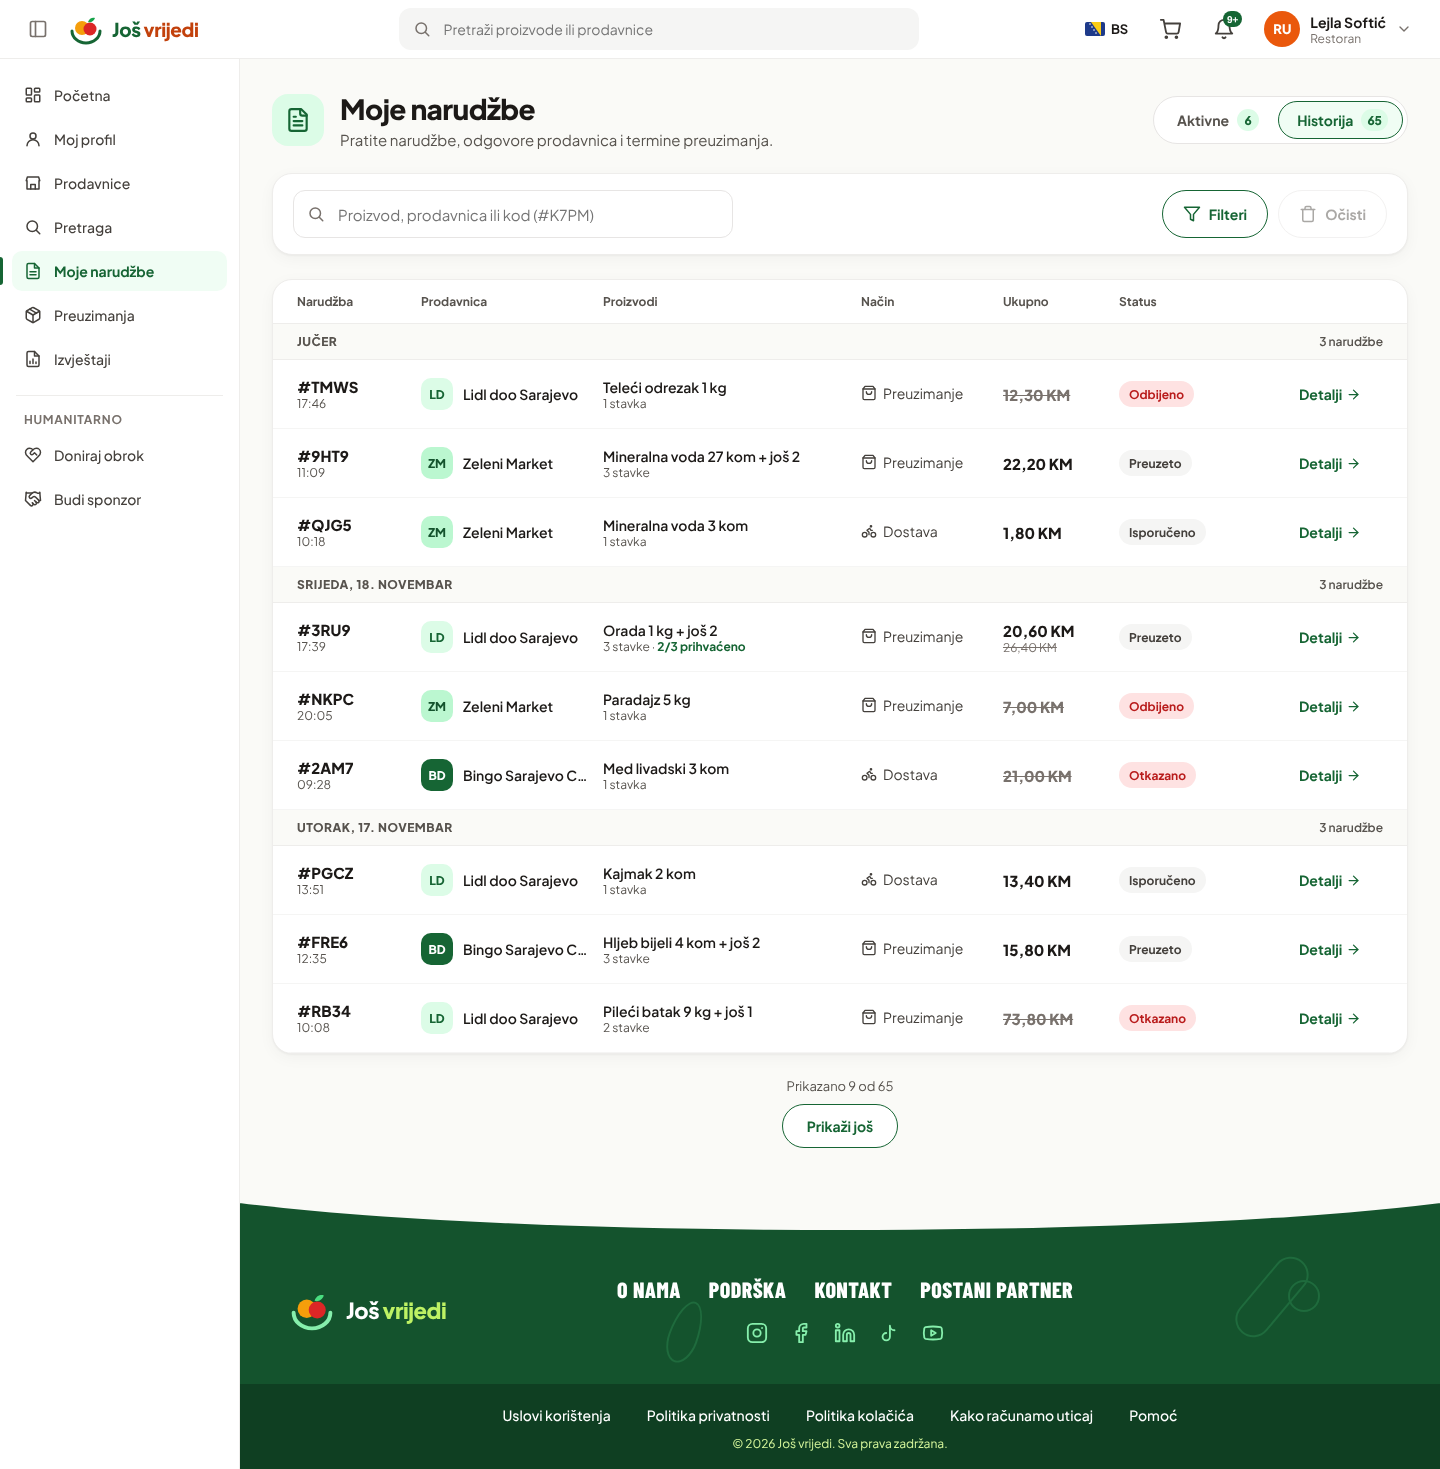 Još vrijedi
Pretraži proizvode ili prodavnice
BS
9+
RU
Lejla Softić
Restoran
Početna
Moj profil
Prodavnice
Pretraga
Moje narudžbe
Preuzimanja
Izvještaji
HUMANITARNO
Doniraj obrok
Budi sponzor
Moje narudžbe
Pratite narudžbe, odgovore prodavnica i termine preuzimanja.
Aktivne 6
Historija 65
Proizvod, prodavnica ili kod (#K7PM)
Filteri
Očisti
Narudžba Prodavnica Proizvodi Način Ukupno Status
JUČER 3 narudžbe
#TMWS LD Lidl doo Sarajevo Teleći odrezak 1 kg Preuzimanje 12,30 KM Odbijeno Detalji →
17:46 1 stavka
#9HT9 ZM Zeleni Market Mineralna voda 27 kom + još 2 Preuzimanje 22,20 KM Preuzeto Detalji →
11:09 3 stavke
#QJG5 ZM Zeleni Market Mineralna voda 3 kom Dostava 1,80 KM Isporučeno Detalji →
10:18 1 stavka
SRIJEDA, 18. NOVEMBAR 3 narudžbe
#3RU9 LD Lidl doo Sarajevo Orada 1 kg + još 2 Preuzimanje 20,60 KM Preuzeto Detalji →
17:39 3 stavke · 2/3 prihvaćeno 26,40 KM
#NKPC ZM Zeleni Market Paradajz 5 kg Preuzimanje 7,00 KM Odbijeno Detalji →
20:05 1 stavka
#2AM7 BD Bingo Sarajevo C... Med livadski 3 kom Dostava 21,00 KM Otkazano Detalji →
09:28 1 stavka
UTORAK, 17. NOVEMBAR 3 narudžbe
#PGCZ LD Lidl doo Sarajevo Kajmak 2 kom Dostava 13,40 KM Isporučeno Detalji →
13:51 1 stavka
#FRE6 BD Bingo Sarajevo C... Hljeb bijeli 4 kom + još 2 Preuzimanje 15,80 KM Preuzeto Detalji →
12:35 3 stavke
#RB34 LD Lidl doo Sarajevo Pileći batak 9 kg + još 1 Preuzimanje 73,80 KM Otkazano Detalji →
10:08 2 stavke
Prikazano 9 od 65
Prikaži još
Još vrijedi
O NAMA PODRŠKA KONTAKT POSTANI PARTNER
Uslovi korištenja Politika privatnosti Politika kolačića Kako računamo uticaj Pomoć
© 2026 Još vrijedi. Sva prava zadržana.